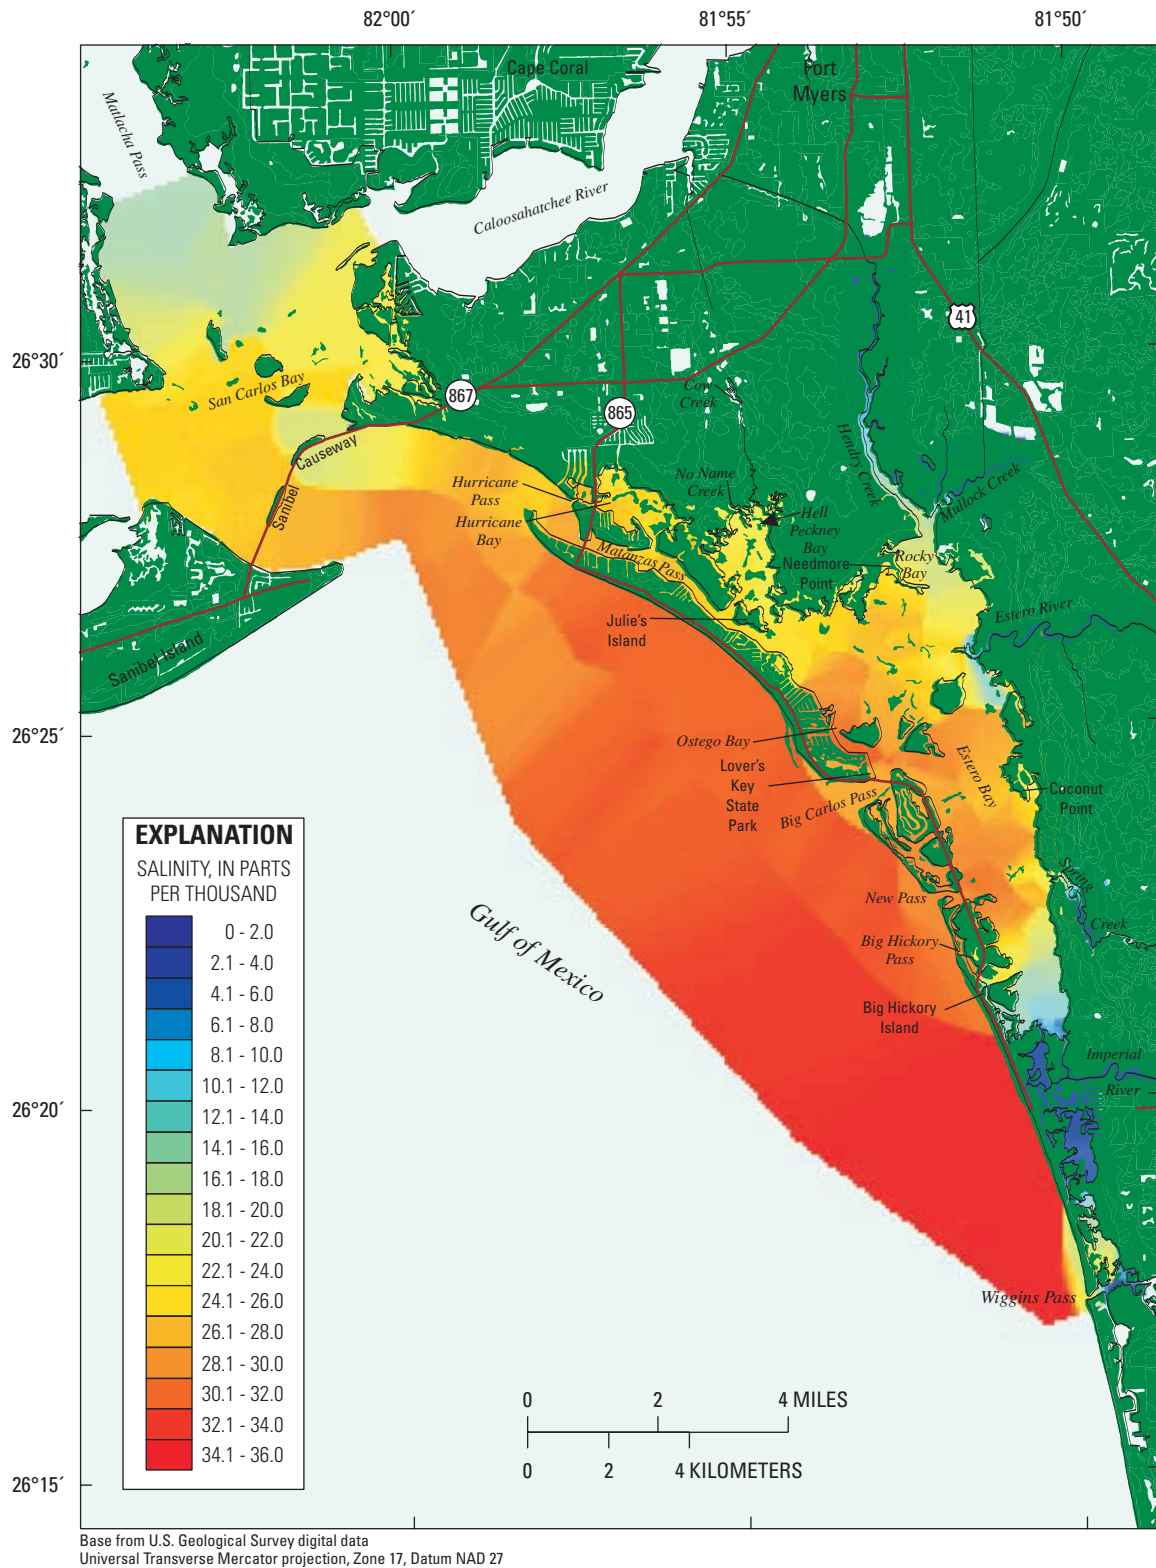 82°00´
81°55´
81°50´
Cape Coral
Fort
Myers
Matlacha Pass
Caloosahatchee River
41
26°30´
San Carlos Bay
867
865
Cow
Creek
Hendry Creek
Causeway
Sanibel
Mullock Creek
No Name
Creek
Hurricane
Pass
Hurricane
Bay
Hell
Peckney
Bay
Matanzas Pass
Needmore
Point
Rocky
Bay
Estero River
Julie's
Island
Sanibel Island
26°25´
Ostego Bay
Estero Bay
Lover's
Key
State
Park
Big Carlos Pass
Coconut
Point
Spring
Creek
New Pass
Gulf of Mexico
Big Hickory
Pass
Big Hickory
Island
Imperial
River
26°20´
Wiggins Pass
EXPLANATION
SALINITY, IN PARTS
PER THOUSAND
0 - 2.0
2.1 - 4.0
4.1 - 6.0
6.1 - 8.0
8.1 - 10.0
10.1 - 12.0
12.1 - 14.0
14.1 - 16.0
16.1 - 18.0
18.1 - 20.0
20.1 - 22.0
22.1 - 24.0
24.1 - 26.0
26.1 - 28.0
28.1 - 30.0
30.1 - 32.0
32.1 - 34.0
34.1 - 36.0
0 2 4 MILES
0 2 4 KILOMETERS
26°15´
Base from U.S. Geological Survey digital data
Universal Transverse Mercator projection, Zone 17, Datum NAD 27